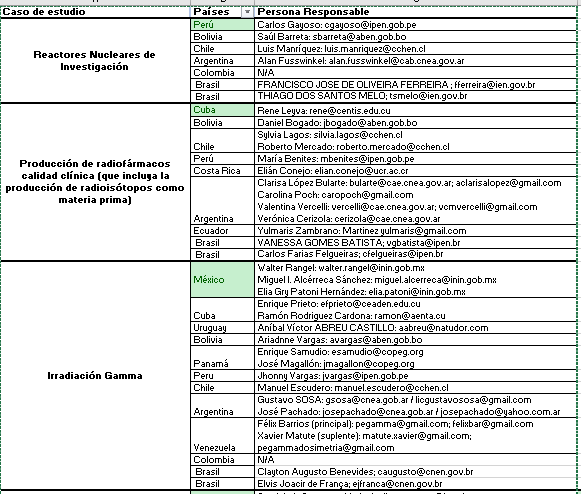 Caso de estudio Países Persona Responsable
Reactores Nucleares de Investigación
Perú Carlos Gayoso: cgayoso@ipen.gob.pe
Bolivia Saúl Barreta: sbarreta@aben.gob.bo
Chile Luis Manríquez: luis.manriquez@cchen.cl
Argentina Alan Fusswinkel: alan.fusswinkel@cab.cnea.gov.ar
Colombia N/A
Brasil FRANCISCO JOSE DE OLIVEIRA FERREIRA ; fferreira@ien.gov.br
Brasil THIAGO DOS SANTOS MELO; tsmelo@ien.gov.br
Producción de radiofármacos
calidad clínica (que incluya la
producción de radioisótopos como
materia prima)
Cuba Rene Leyva: rene@centis.edu.cu
Bolivia Daniel Bogado: jbogado@aben.gob.bo
Sylvia Lagos: silvia.lagos@cchen.cl
Chile Roberto Mercado: roberto.mercado@cchen.cl
Perú María Benites: mbenites@ipen.gob.pe
Costa Rica Elián Conejo: elian.conejo@ucr.ac.cr
Clarisa López Bularte: bularte@cae.cnea.gov.ar; aclarisalopez@gmail.com
Carolina Poch: caropoch@gmail.com
Valentina Vercelli: vercelli@cae.cnea.gov.ar; vcmvercelli@gmail.com
Argentina Verónica Cerizola: cerizola@cae.cnea.gov.ar
Ecuador Yulmaris Zambrano: Martinez yulmaris@gmail.com
Brasil VANESSA GOMES BATISTA; vgbatista@ipen.br
Brasil Carlos Farias Felgueiras; cfelgueiras@ipen.br
Irradiación Gamma
México
Walter Rangel: walter.rangel@inin.gob.mx
Miguel I. Alcérreca Sánchez: miguel.alcerreca@inin.gob.mx
Elia Gry Patoni Hernández: elia.patoni@inin.gob.mx
Enrique Prieto: efprieto@ceaden.edu.cu
Cuba Ramón Rodriguez Cardona: ramon@aenta.cu
Uruguay Aníbal Víctor ABREU CASTILLO: aabreu@natudor.com
Bolivia Ariadnne Vargas: avargas@aben.gob.bo
Enrique Samudio: esamudio@copeg.org
Panamá José Magallón: jmagallon@copeg.org
Peru Jhonny Vargas: jvargas@ipen.gob.pe
Chile Manuel Escudero: manuel.escudero@cchen.cl
Gustavo SOSA: gsosa@cnea.gob.ar / licgustavososa@gmail.com
Argentina José Pachado: josepachado@cnea.gob.ar / josepachado@yahoo.com.ar
Félix Barrios (principal): pegamma@gmail.com; felixbar@gmail.com
Xavier Matute (suplente): matute.xavier@gmail.com;
Venezuela pegammadosimetria@gmail.com
Colombia N/A
Brasil Clayton Augusto Benevides; caugusto@cnen.gov.br
Brasil Elvis Joacir de França; ejfranca@cnen.gov.br